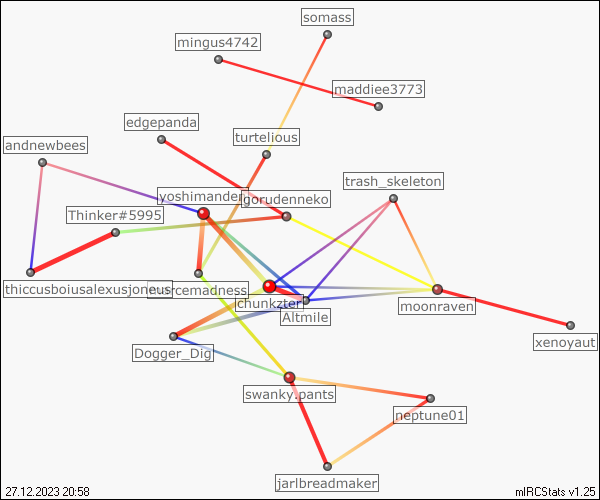 somass
mingus4742
maddiee3773
edgepanda
turtelious
andnewbees
trash_skeleton
yoshimander
gorudenneko
Thinker#5995
thiccusboiusalexusjoneus
chunkzter
moonraven
Altmile
xenoyaut
Dogger_Dig
swanky.pants
neptune01
jarlbreadmaker
27.12.2023 20:58
mIRCStats v1.25